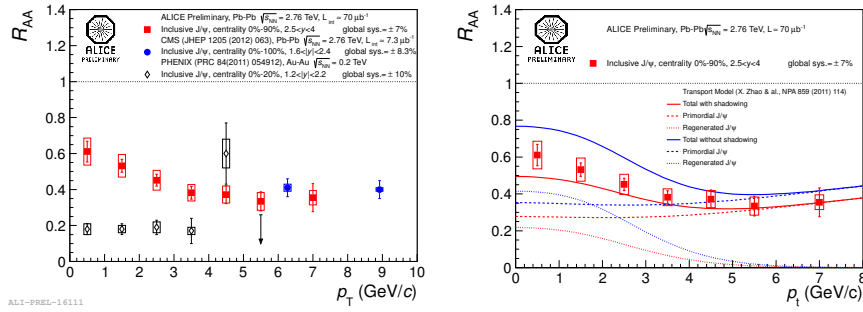 R_AA
ALICE Preliminary, Pb-Pb √s_NN = 2.76 TeV, L_int = 70 μb⁻¹
Inclusive J/ψ, centrality 0%-90%, 2.5<y<4 global sys.= ± 7%
CMS (JHEP 1205 (2012) 063), Pb-Pb √s_NN = 2.76 TeV, L_int = 7.3 μb⁻¹
Inclusive J/ψ, centrality 0%-100%, 1.6<|y|<2.4 global sys.= ± 8.3%
PHENIX (PRC 84(2011) 054912), Au-Au √s_NN = 0.2 TeV
Inclusive J/ψ, centrality 0%-20%, 1.2<|y|<2.2 global sys.= ± 10%
ALICE
PRELIMINARY
1.4
1.2
1
0.8
0.6
0.4
0.2
0
0 1 2 3 4 5 6 7 8 9 10
p_T (GeV/c)
ALI-PREL-16111
R_AA
ALICE Preliminary, Pb-Pb √s_NN = 2.76 TeV, L = 70 μb⁻¹
ALICE
PRELIMINARY
Inclusive J/ψ, centrality 0%-90%, 2.5<y<4 global sys.= ± 7%
Transport Model (X. Zhao & al., NPA 859 (2011) 114)
Total with shadowing
Primordial J/ψ
Regenerated J/ψ
Total without shadowing
Primordial J/ψ
Regenerated J/ψ
1.4
1.2
1
0.8
0.6
0.4
0.2
0
0 1 2 3 4 5 6 7 8
p_t (GeV/c)